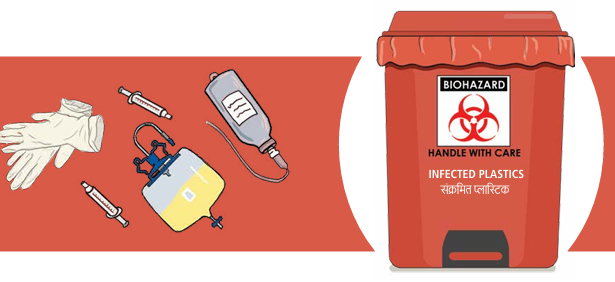 BIOHAZARD
HANDLE WITH CARE
INFECTED PLASTICS
संक्रमित प्लास्टिक